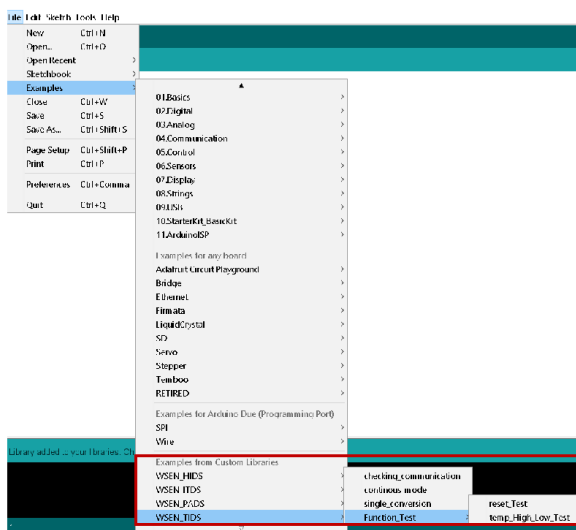 File Edit Sketch Tools Help
New Ctrl+N
Open... Ctrl+O
Open Recent
Sketchbook
Examples
Close Ctrl+W
Save Ctrl+S
Save As... Ctrl+Shift+S
Page Setup Ctrl+Shift+P
Print Ctrl+P
Preferences Ctrl+Comma
Quit Ctrl+Q
01.Basics
02.Digital
03.Analog
04.Communication
05.Control
06.Sensors
07.Display
08.Strings
09.USB
10.StarterKit_BasicKit
11.ArduinoISP
Examples for any board
Adafruit Circuit Playground
Bridge
Ethernet
Firmata
LiquidCrystal
SD
Servo
Stepper
Temboo
RETIRED
Examples for Arduino Due (Programming Port)
SPI
Wire
Library added to your libraries. Ch
Examples from Custom Libraries
WSEN_HIDS
WSEN_ITDS
WSEN_PADS
WSEN_TIDS
checking_communication
continous mode
single_conversion
Function_Test
reset_Test
temp_High_Low_Test